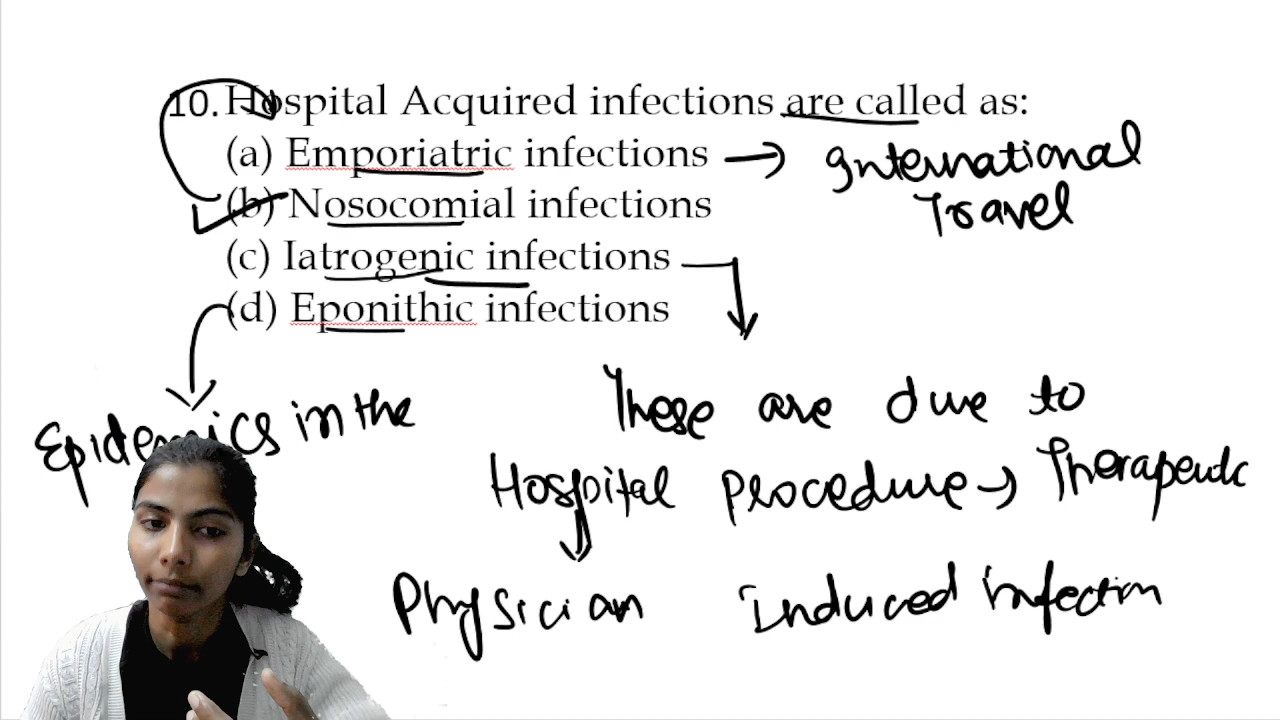 10. Hospital Acquired infections are called as:
(a) Emporiatric infections → International
Travel
(b) Nosocomial infections
(c) Iatrogenic infections
(d) Eponithic infections
Epidemics in the
These are due to
Hospital Procedure → Therapeutic
Physician Induced infection